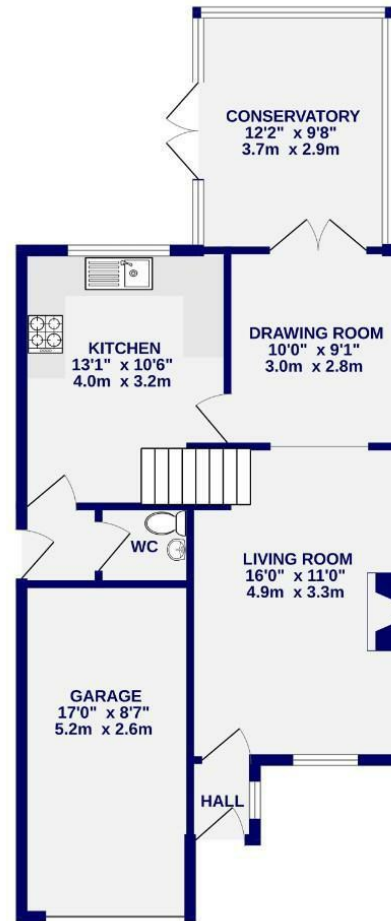 CONSERVATORY
12'2" x 9'8"
3.7m x 2.9m
DRAWING ROOM
10'0" x 9'1"
3.0m x 2.8m
KITCHEN
13'1" x 10'6"
4.0m x 3.2m
WC
LIVING ROOM
16'0" x 11'0"
4.9m x 3.3m
GARAGE
17'0" x 8'7"
5.2m x 2.6m
HALL